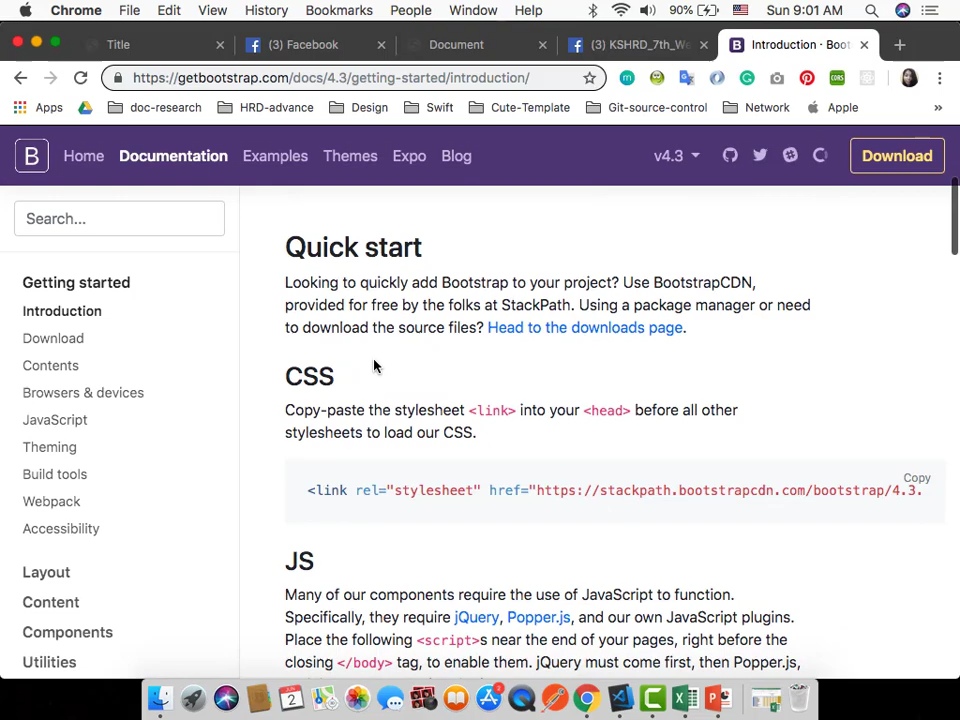 Chrome File Edit View History Bookmarks People Window Help 90% Sun 9:01 AM
Title (3) Facebook Document (3) KSHRD_7th_We Introduction · Boot
https://getbootstrap.com/docs/4.3/getting-started/introduction/
Apps doc-research HRD-advance Design Swift Cute-Template Git-source-control Network Apple »
B Home Documentation Examples Themes Expo Blog v4.3 Download
Search...
Getting started
Introduction
Download
Contents
Browsers & devices
JavaScript
Theming
Build tools
Webpack
Accessibility
Layout
Content
Components
Utilities
Quick start
Looking to quickly add Bootstrap to your project? Use BootstrapCDN,
provided for free by the folks at StackPath. Using a package manager or need
to download the source files? Head to the downloads page.
CSS
Copy-paste the stylesheet <link> into your <head> before all other
stylesheets to load our CSS.
Copy
<link rel="stylesheet" href="https://stackpath.bootstrapcdn.com/bootstrap/4.3.
JS
Many of our components require the use of JavaScript to function.
Specifically, they require jQuery, Popper.js, and our own JavaScript plugins.
Place the following <script>s near the end of your pages, right before the
closing </body> tag, to enable them. jQuery must come first, then Popper.js,